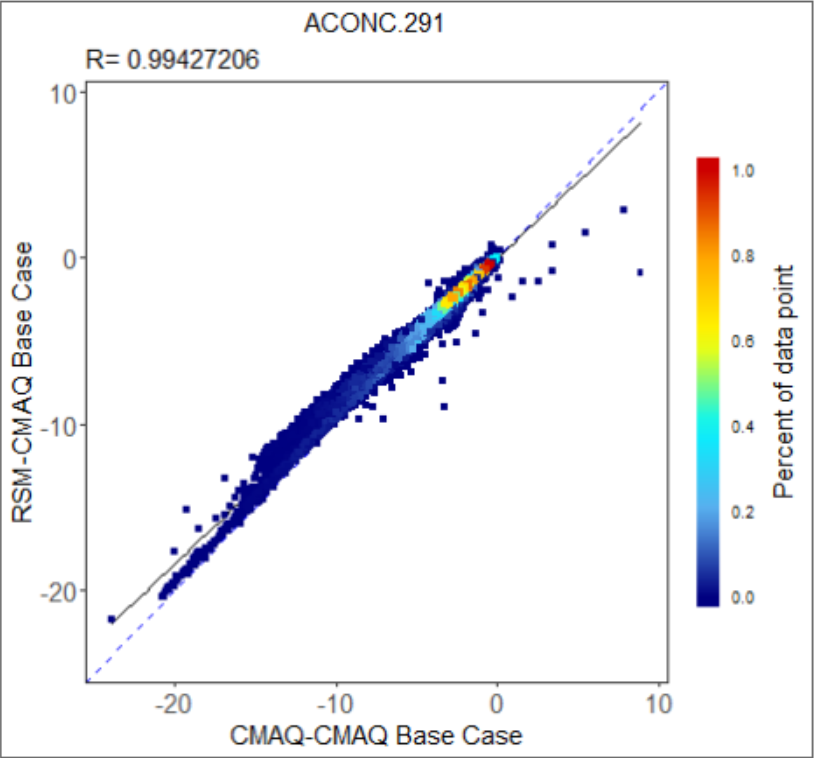 ACONC.291
R= 0.99427206
10
0
-10
-20
RSM-CMAQ Base Case
-20
-10
0
10
CMAQ-CMAQ Base Case
1.0
0.8
0.6
0.4
0.2
0.0
Percent of data point